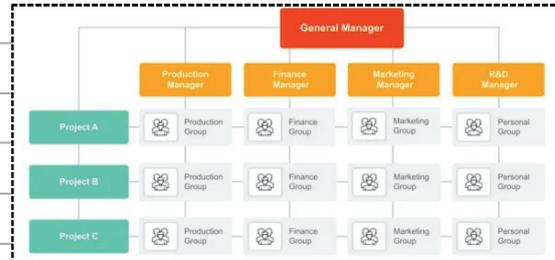 General Manager
Production
Manager
Finance
Manager
Marketing
Manager
R&D
Manager
Project A
Production
Group
Finance
Group
Marketing
Group
Personal
Group
Project B
Production
Group
Finance
Group
Marketing
Group
Personal
Group
Project C
Production
Group
Finance
Group
Marketing
Group
Personal
Group